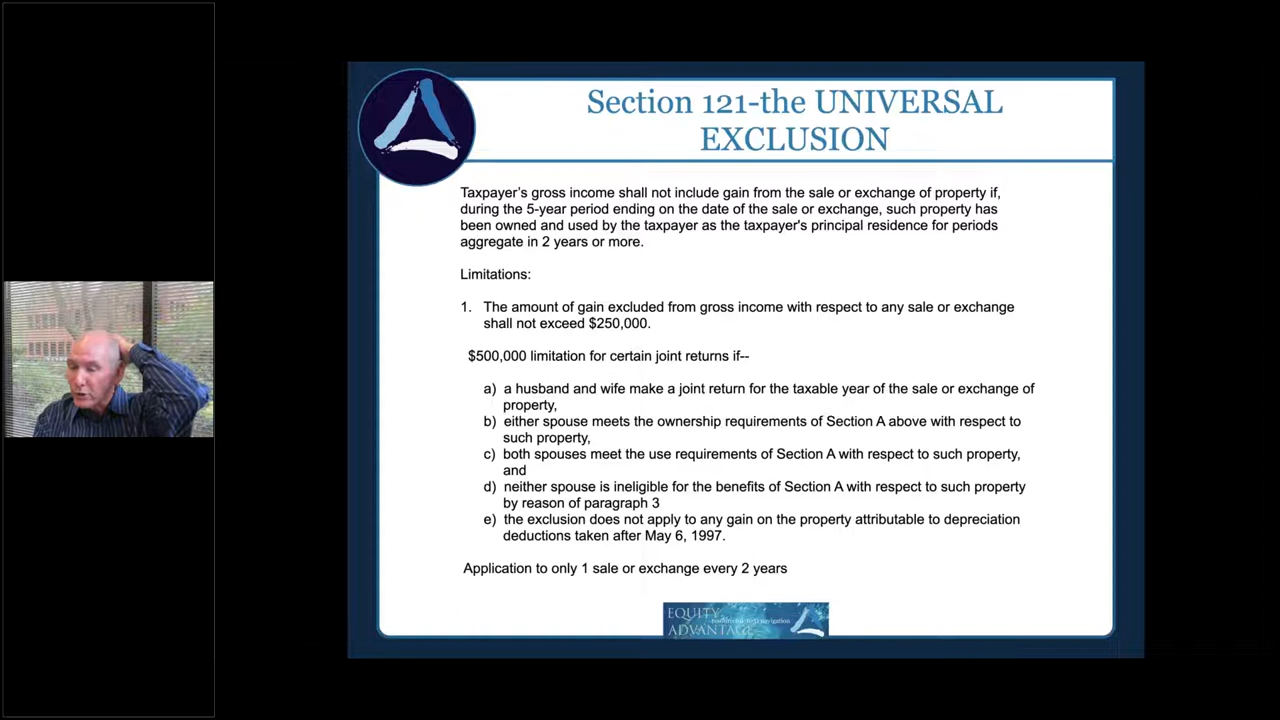 Section 121-the UNIVERSAL
EXCLUSION
Taxpayer's gross income shall not include gain from the sale or exchange of property if,
during the 5-year period ending on the date of the sale or exchange, such property has
been owned and used by the taxpayer as the taxpayer's principal residence for periods
aggregate in 2 years or more.
Limitations:
1. The amount of gain excluded from gross income with respect to any sale or exchange
shall not exceed $250,000.
$500,000 limitation for certain joint returns if--
a) a husband and wife make a joint return for the taxable year of the sale or exchange of
property,
b) either spouse meets the ownership requirements of Section A above with respect to
such property,
c) both spouses meet the use requirements of Section A with respect to such property,
and
d) neither spouse is ineligible for the benefits of Section A with respect to such property
by reason of paragraph 3
e) the exclusion does not apply to any gain on the property attributable to depreciation
deductions taken after May 6, 1997.
Application to only 1 sale or exchange every 2 years
EQUITY
ADVANTAGE